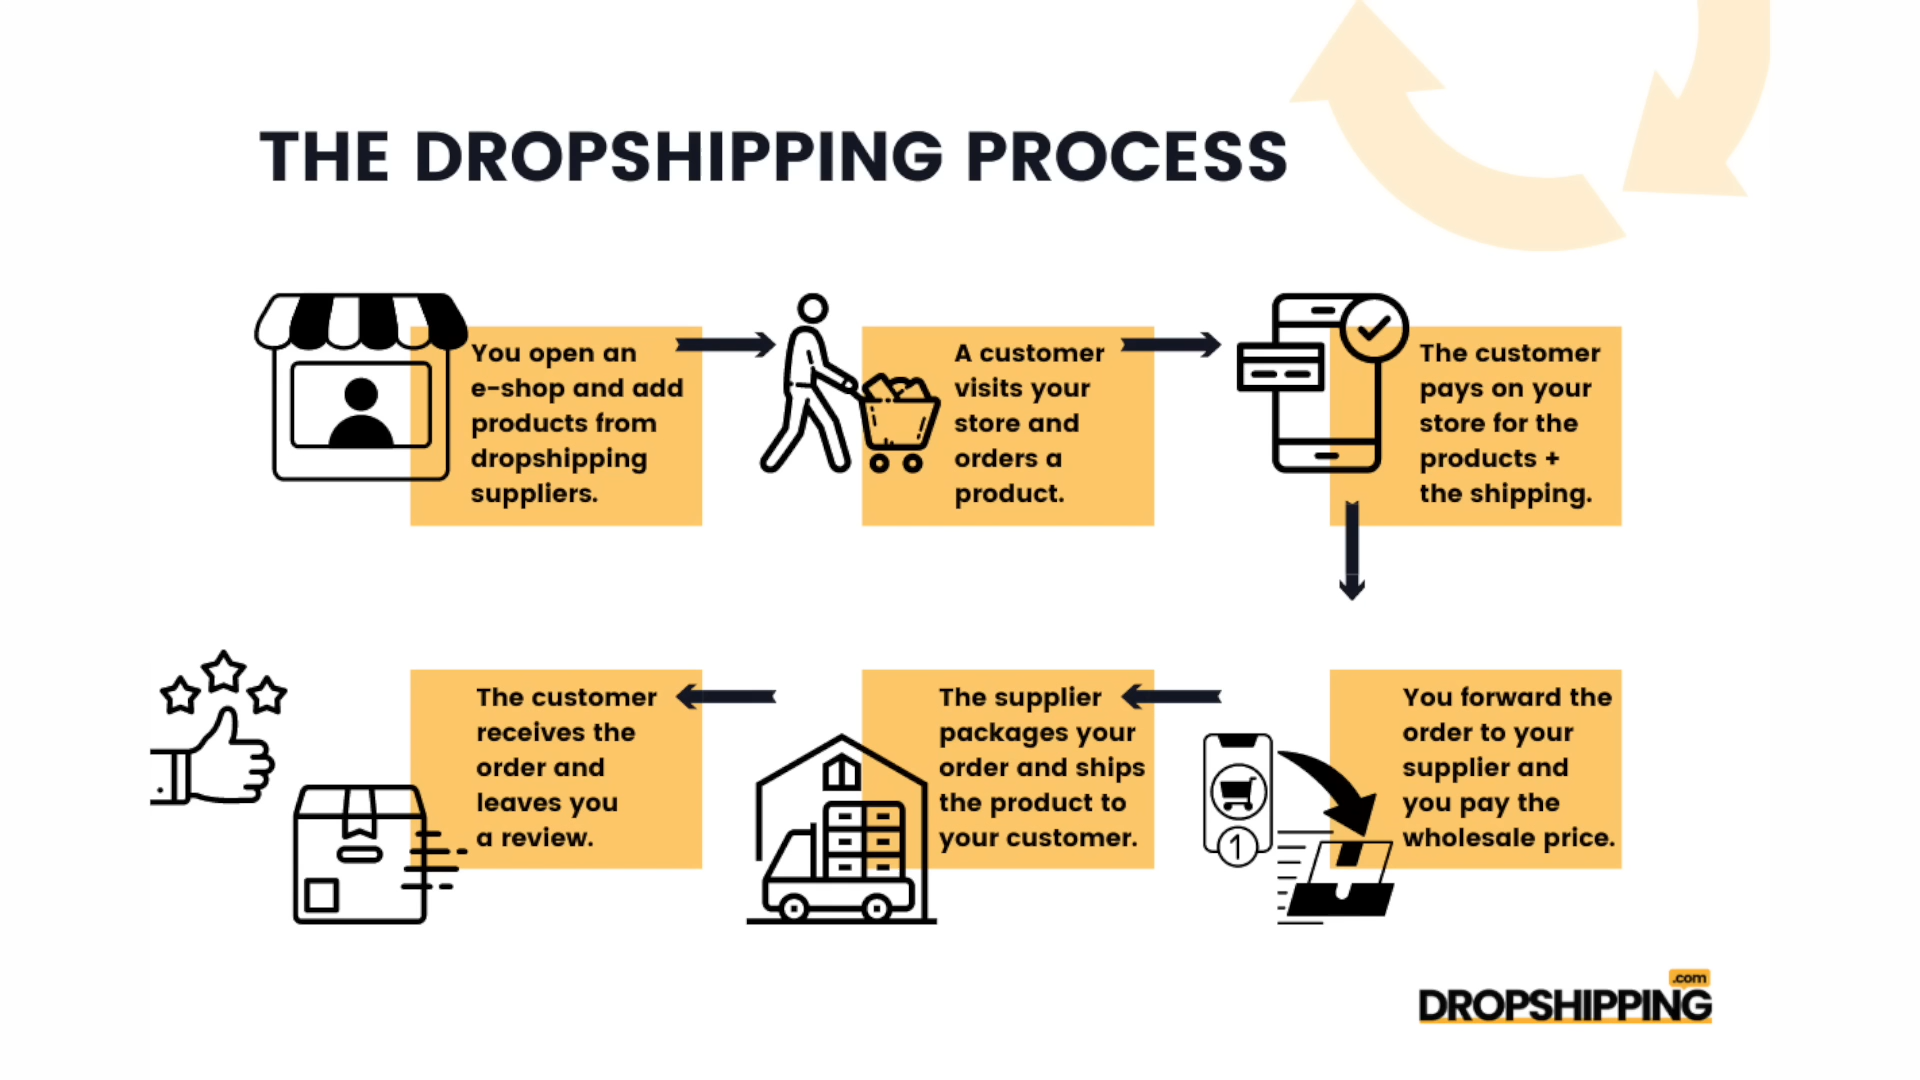 THE DROPSHIPPING PROCESS
You open an
e-shop and add
products from
dropshipping
suppliers.
A customer
visits your
store and
orders a
product.
The customer
pays on your
store for the
products +
the shipping.
You forward the
order to your
supplier and
you pay the
wholesale price.
1
The supplier
packages your
order and ships
the product to
your customer.
The customer
receives the
order and
leaves you
a review.
.com
DROPSHIPPING